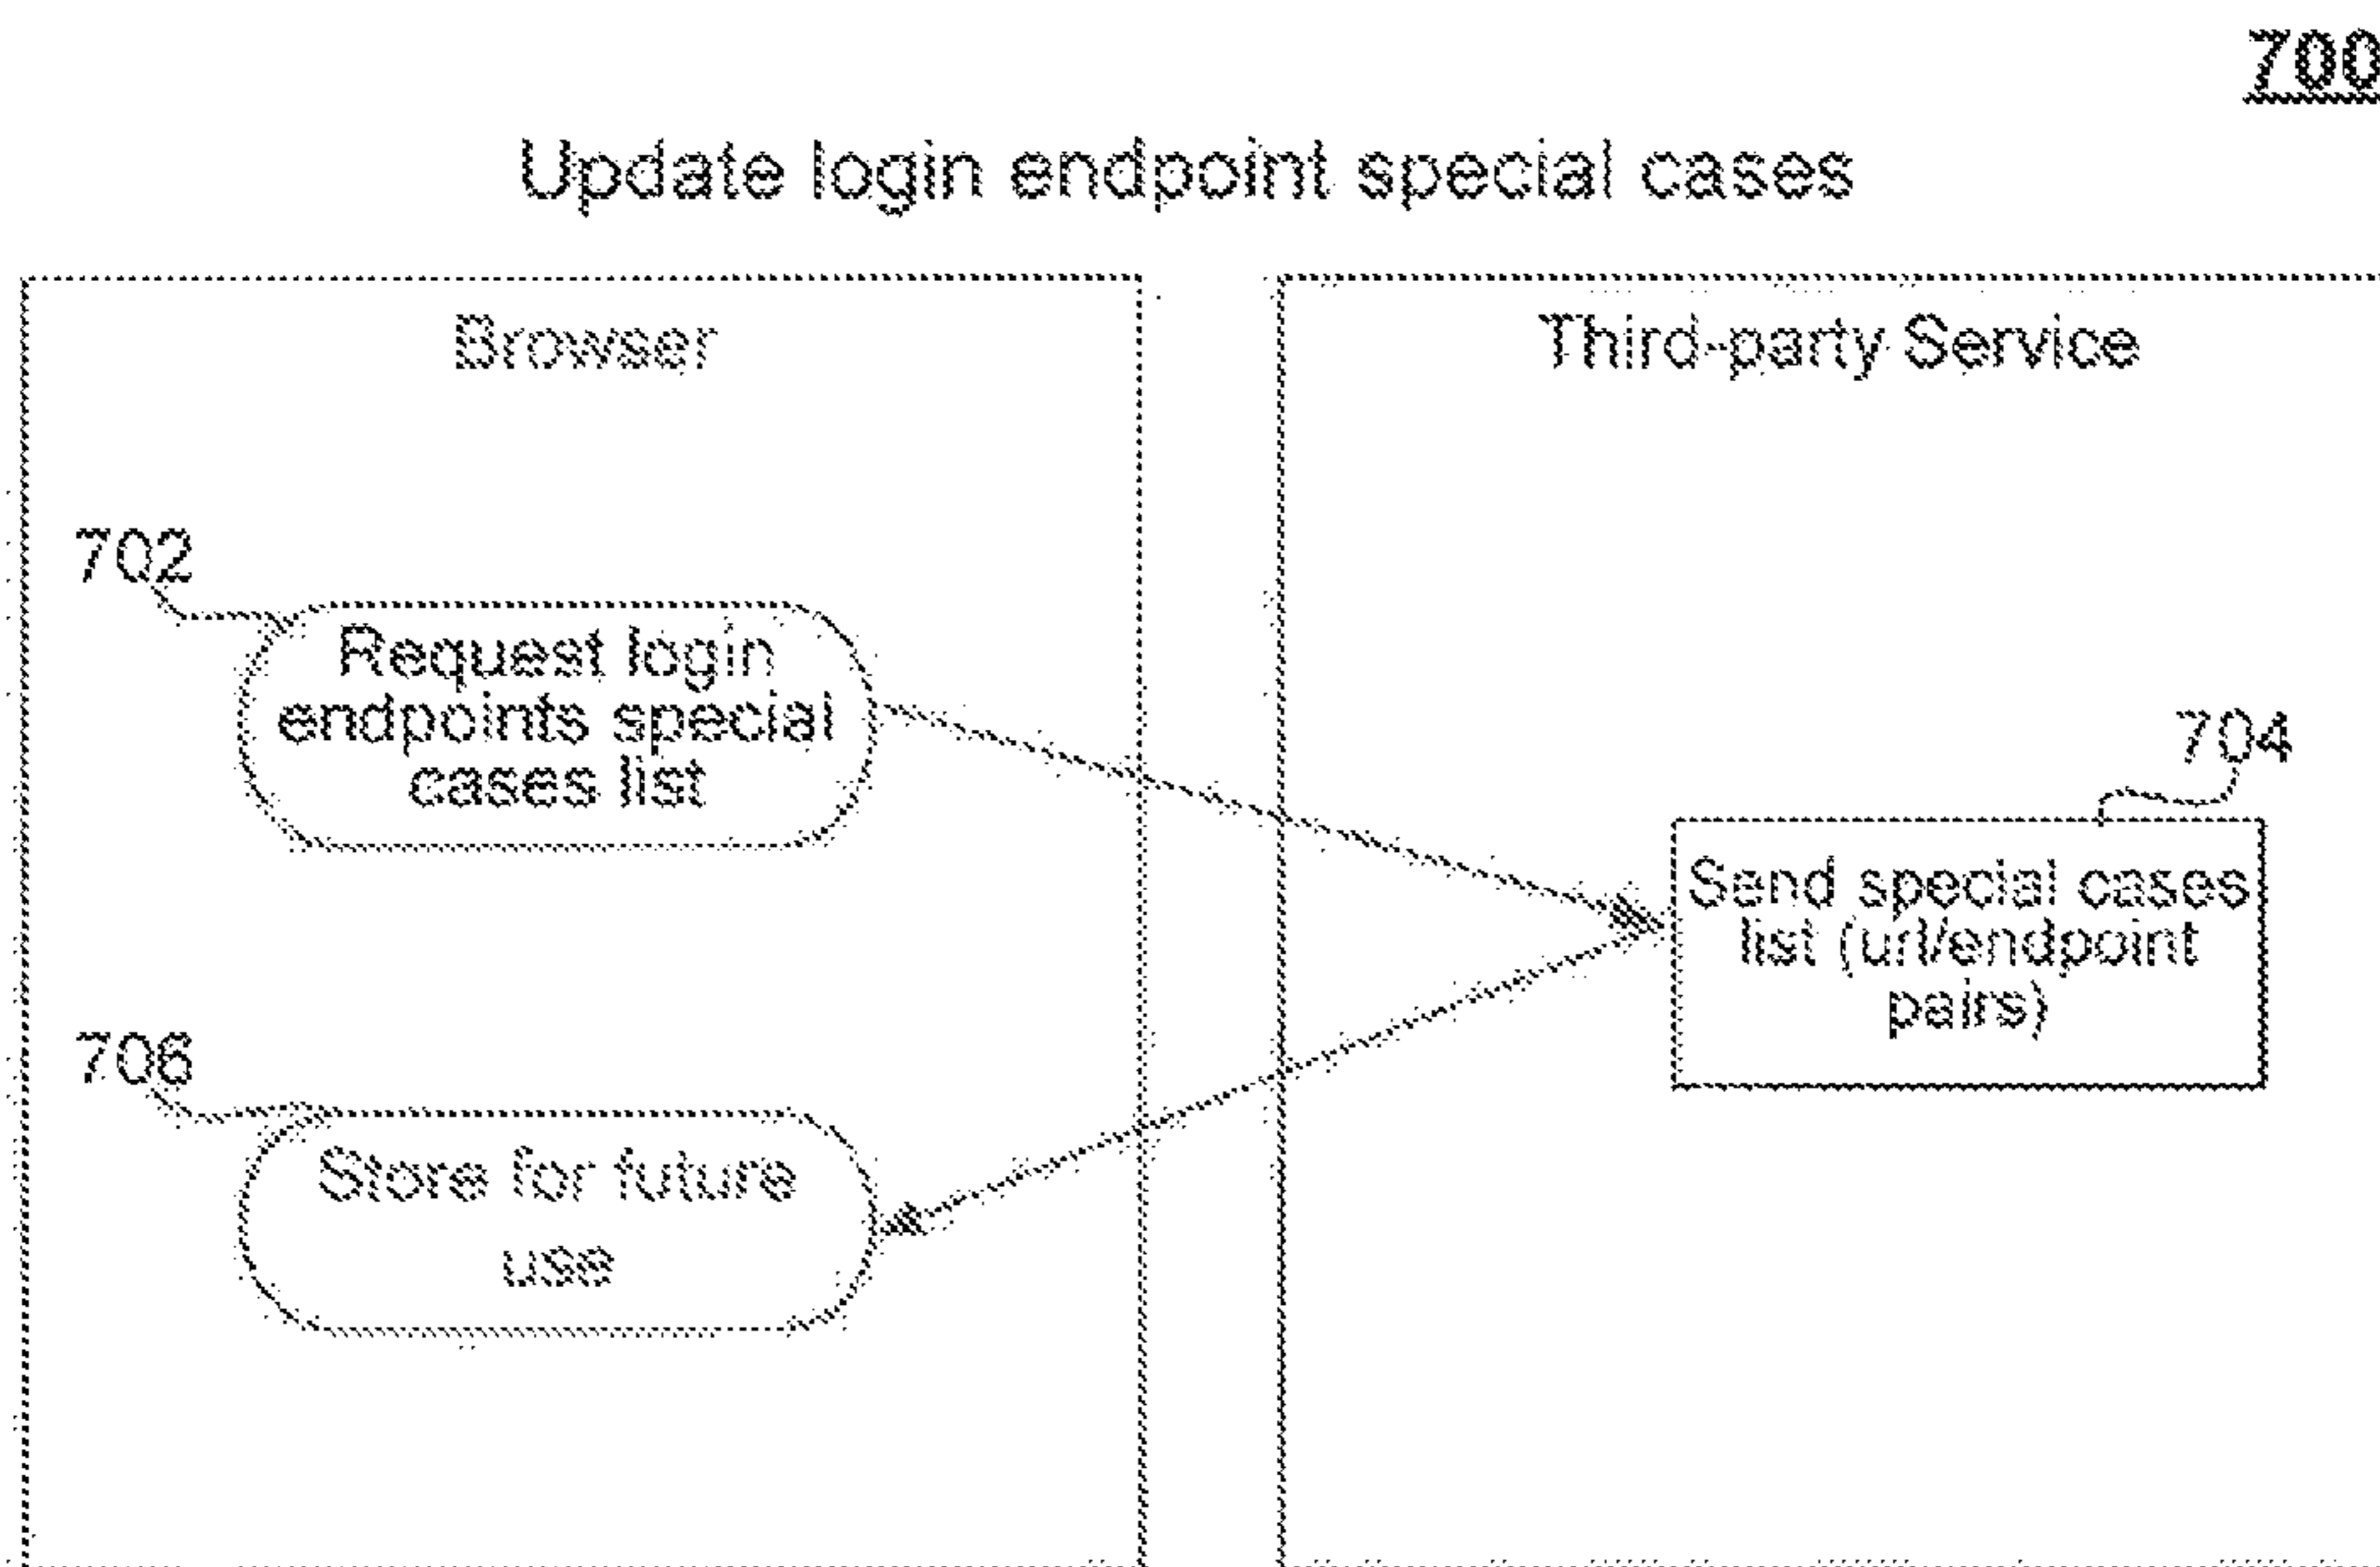 700
Update login endpoint special cases
Browser
Third-party Service
702
Request login
endpoints special
cases list
704
Send special cases
list (url/endpoint
pairs)
706
Store for future
use